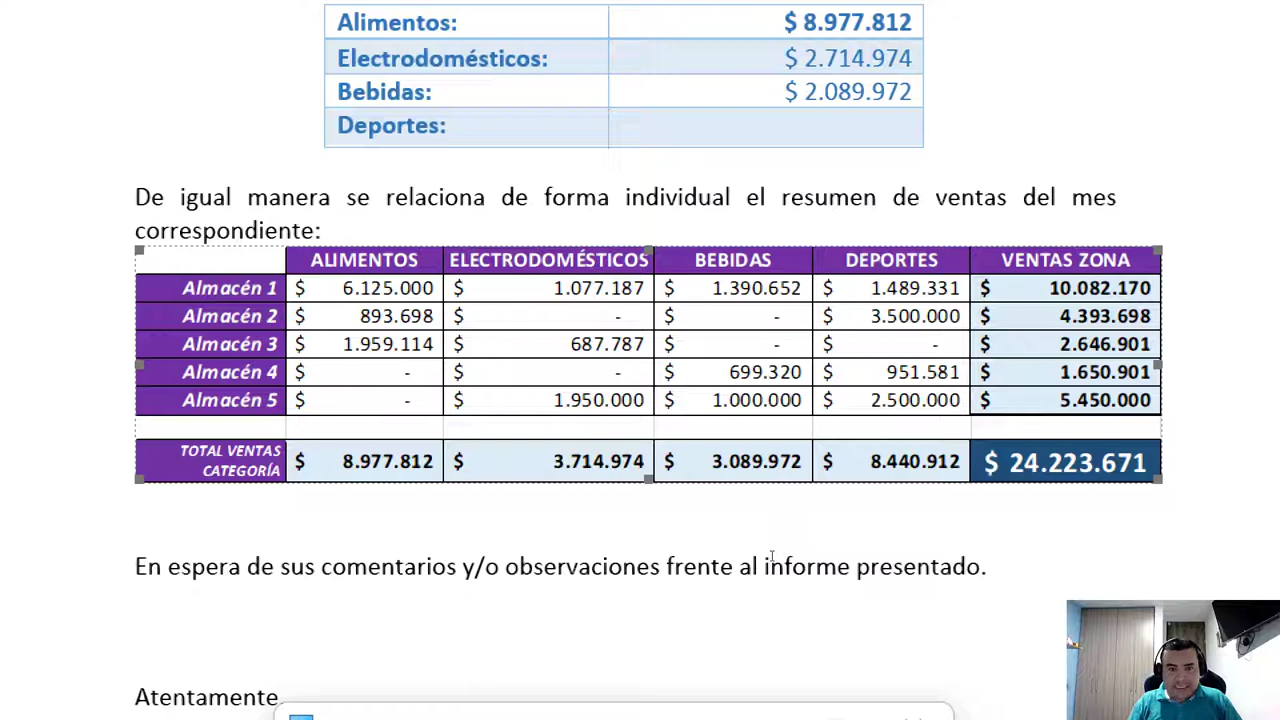 Alimentos: $ 8.977.812
Electrodomésticos: $ 2.714.974
Bebidas: $ 2.089.972
Deportes:
De igual manera se relaciona de forma individual el resumen de ventas del mes
correspondiente:
ALIMENTOS ELECTRODOMÉSTICOS BEBIDAS DEPORTES VENTAS ZONA
Almacén 1 $ 6.125.000 $ 1.077.187 $ 1.390.652 $ 1.489.331 $ 10.082.170
Almacén 2 $ 893.698 $ - $ - $ 3.500.000 $ 4.393.698
Almacén 3 $ 1.959.114 $ 687.787 $ - $ - $ 2.646.901
Almacén 4 $ - $ - $ 699.320 $ 951.581 $ 1.650.901
Almacén 5 $ - $ 1.950.000 $ 1.000.000 $ 2.500.000 $ 5.450.000
TOTAL VENTAS
CATEGORÍA $ 8.977.812 $ 3.714.974 $ 3.089.972 $ 8.440.912 $ 24.223.671
En espera de sus comentarios y/o observaciones frente al informe presentado.
Atentamente,